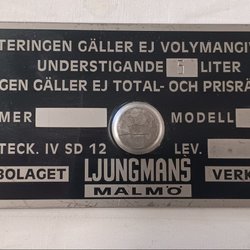 TERINGEN GÄLLER EJ VOLYMANGIV
UNDERSTIGANDE 5 LITER
GEN GÄLLER EJ TOTAL- OCH PRISRÄ
MER MODELL
TECK. IV SD 12 LEV.
BOLAGET LJUNGMANS VERK
MALMÖ